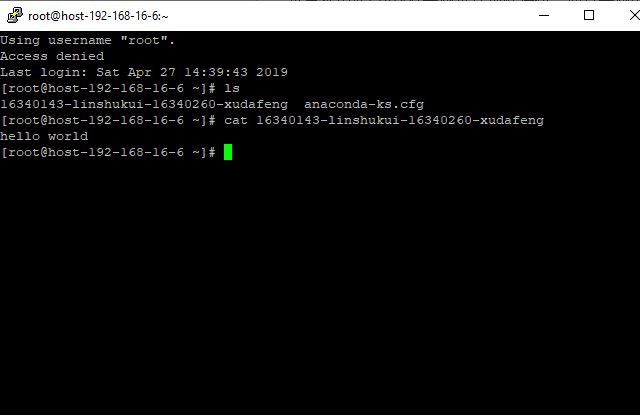 root@host-192-168-16-6:~
Using username "root".
Access denied
Last login: Sat Apr 27 14:39:43 2019
[root@host-192-168-16-6 ~]# ls
16340143-linshukui-16340260-xudafeng  anaconda-ks.cfg
[root@host-192-168-16-6 ~]# cat 16340143-linshukui-16340260-xudafeng
hello world
[root@host-192-168-16-6 ~]#